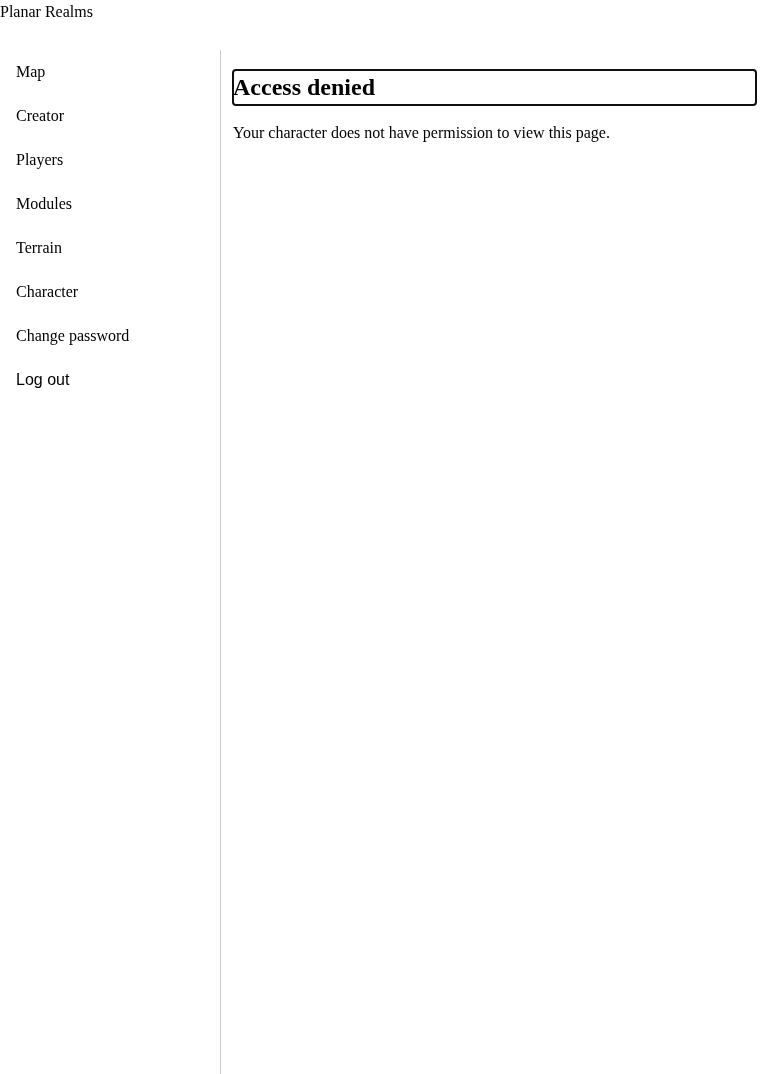 Planar Realms
Map
Creator
Players
Modules
Terrain
Character
Change password
Log out
Access denied
Your character does not have permission to view this page.